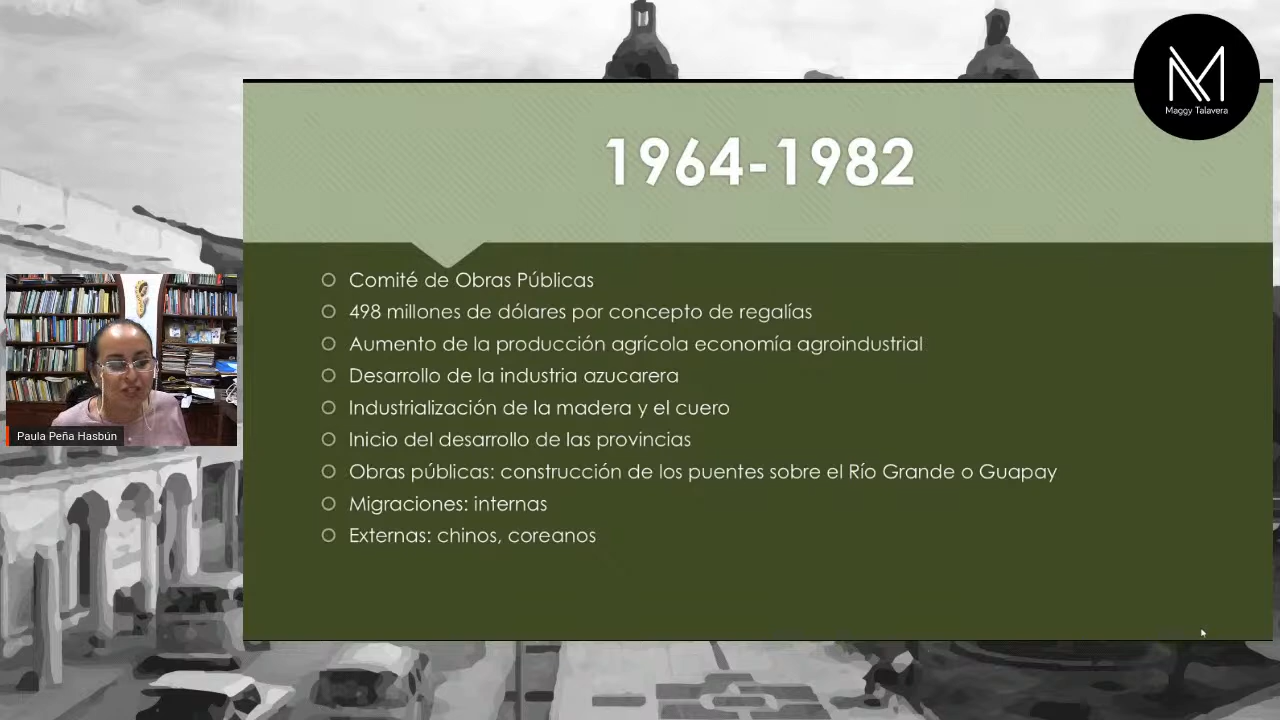 Maggy Talavera
1964-1982
Comité de Obras Públicas
498 millones de dólares por concepto de regalías
Aumento de la producción agrícola economía agroindustrial
Desarrollo de la industria azucarera
Industrialización de la madera y el cuero
Inicio del desarrollo de las provincias
Obras públicas: construcción de los puentes sobre el Río Grande o Guapay
Migraciones: internas
Externas: chinos, coreanos
Paula Peña Hasbún